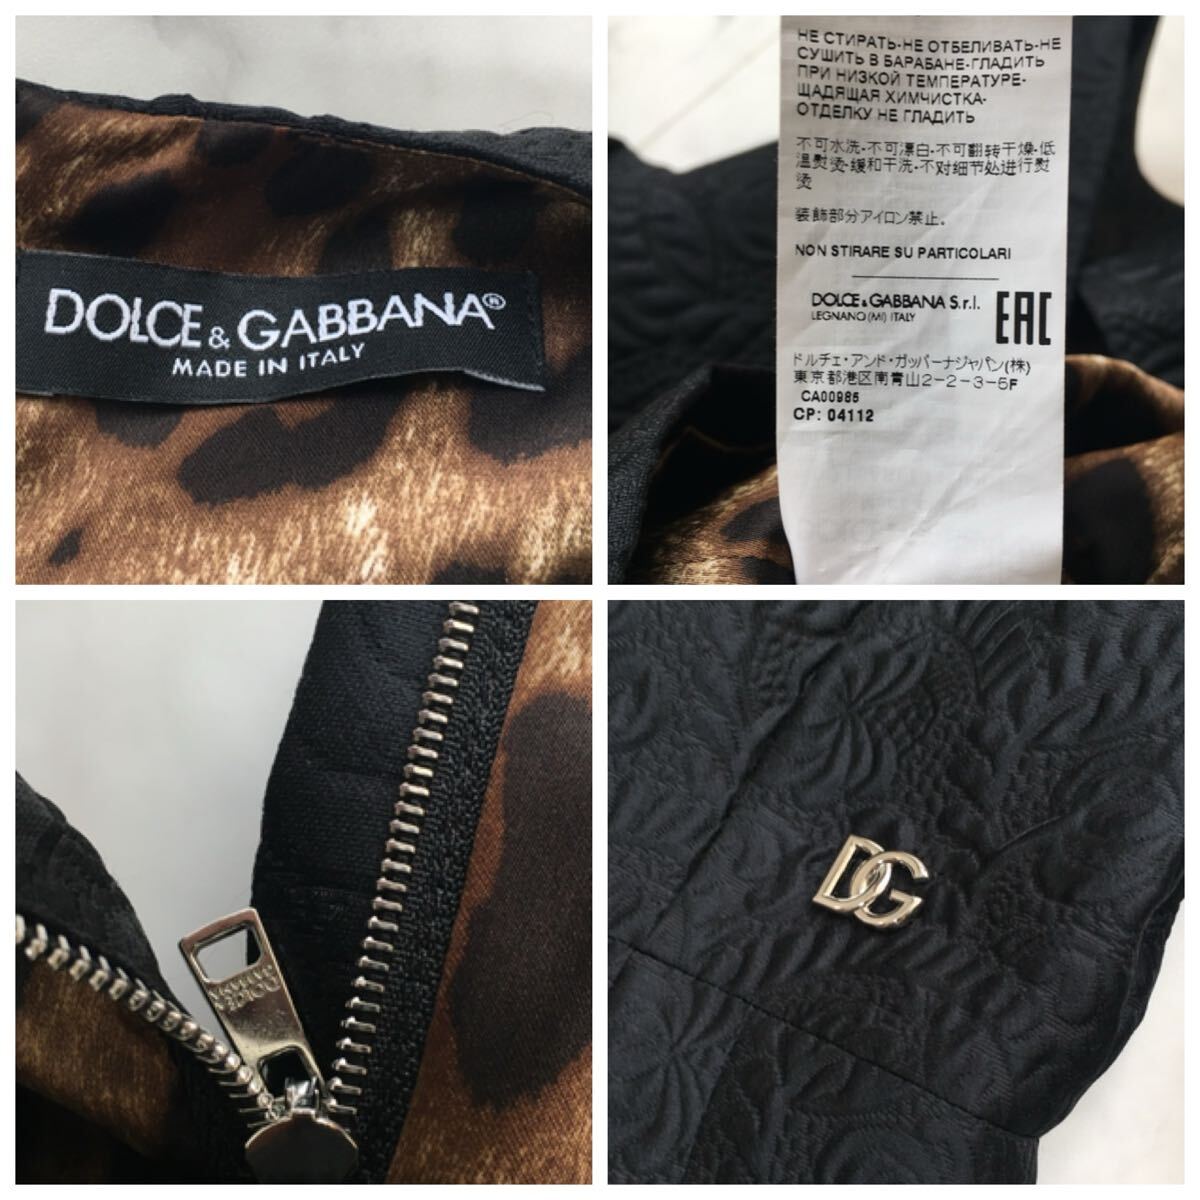 DOLCE & GABBANA®
MADE IN ITALY
НЕ СТИРАТЬ-НЕ ОТБЕЛИВАТЬ-НЕ
СУШИТЬ В БАРАБАНЕ-ГЛАДИТЬ
ПРИ НИЗКОЙ ТЕМПЕРАТУРЕ-
ЩАДЯЩАЯ ХИМЧИСТКА-
ОТДЕЛКУ НЕ ГЛАДИТЬ
不可水洗-不可漂白-不可翻转干燥-低
温熨烫-缓和干洗-不对细节处进行熨
烫
装飾部分アイロン禁止。
NON STIRARE SU PARTICOLARI
DOLCE & GABBANA S.r.l.
LEGNANO (MI) ITALY
EAC
ドルチェ・アンド・ガッバーナジャパン(株)
東京都港区南青山2-2-3-5F
CA00985
CP: 04112
DOLCE
&GABBANA
DG